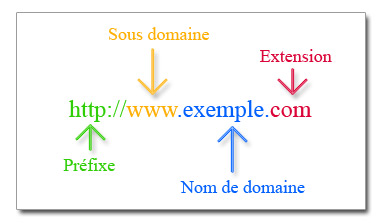 Sous domaine
Extension
http://www.exemple.com
Préfixe
Nom de domaine